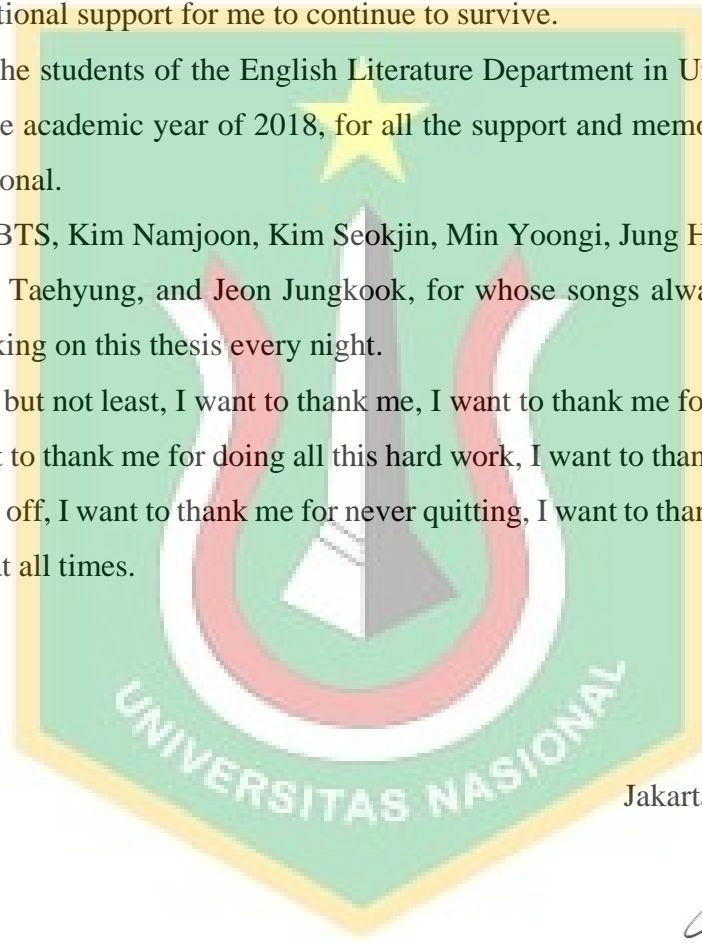 tional support for me to continue to survive.
he students of the English Literature Department in U
e academic year of 2018, for all the support and memo
onal.
BTS, Kim Namjoon, Kim Seokjin, Min Yoongi, Jung H
Taehyung, and Jeon Jungkook, for whose songs alwa
king on this thesis every night.
but not least, I want to thank me, I want to thank me fo
t to thank me for doing all this hard work, I want to than
off, I want to thank me for never quitting, I want to than
at all times.
UNIVERSITAS NASIONAL
Jakarta